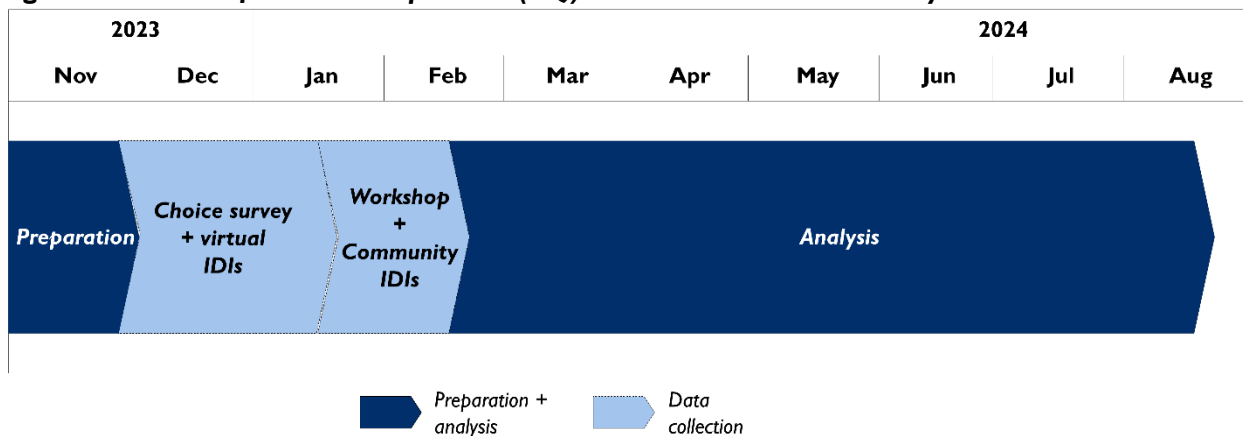 2023 2024
Nov Dec Jan Feb Mar Apr May Jun Jul Aug
Preparation
Choice survey
+ virtual
IDIs
Workshop
+
Community
IDIs
Analysis
Preparation +
analysis
Data
collection